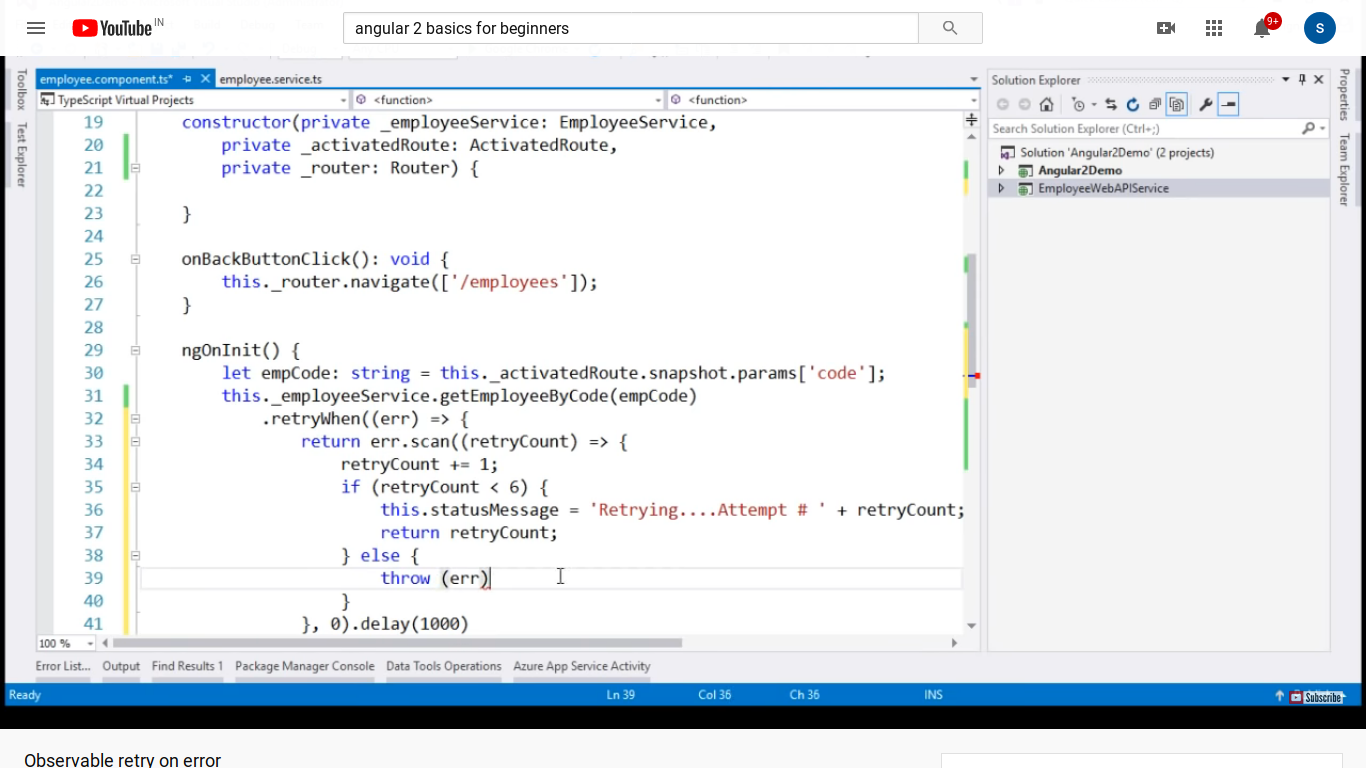 YouTube IN
angular 2 basics for beginners
9+
S
employee.component.ts*
employee.service.ts
TypeScript Virtual Projects
<function>
<function>
Toolbox
Test Explorer
19 constructor(private _employeeService: EmployeeService,
20 private _activatedRoute: ActivatedRoute,
21 private _router: Router) {
22
23 }
24
25 onBackButtonClick(): void {
26 this._router.navigate(['/employees']);
27 }
28
29 ngOnInit() {
30 let empCode: string = this._activatedRoute.snapshot.params['code'];
31 this._employeeService.getEmployeeByCode(empCode)
32 .retryWhen((err) => {
33 return err.scan((retryCount) => {
34 retryCount += 1;
35 if (retryCount < 6) {
36 this.statusMessage = 'Retrying....Attempt # ' + retryCount;
37 return retryCount;
38 } else {
39 throw (err)
40 }
41 }, 0).delay(1000)
100 %
Solution Explorer
Search Solution Explorer (Ctrl+;)
Solution 'Angular2Demo' (2 projects)
Angular2Demo
EmployeeWebAPIService
Properties
Team Explorer
Error List... Output Find Results 1 Package Manager Console Data Tools Operations Azure App Service Activity
Ready Ln 39 Col 36 Ch 36 INS
Subscribe
Observable retry on error